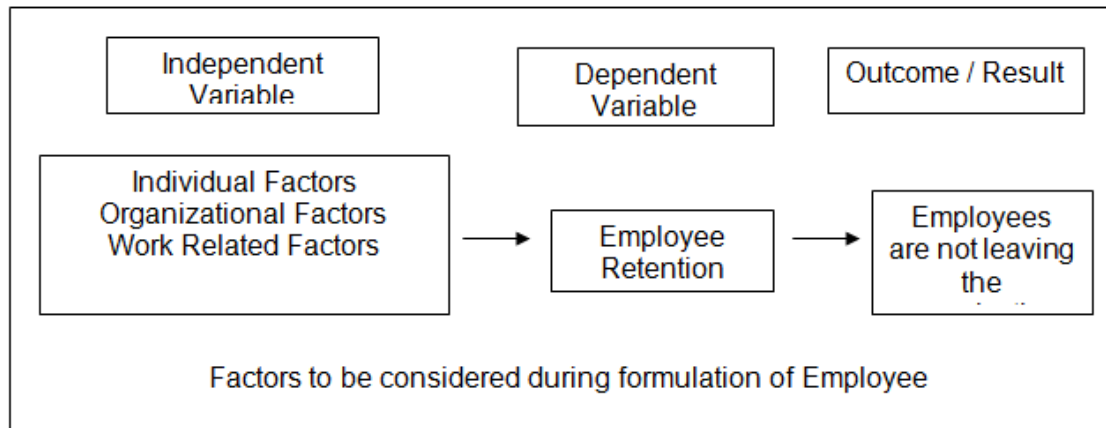 Independent
Variable
Dependent
Variable
Outcome / Result
Individual Factors
Organizational Factors
Work Related Factors
Employee
Retention
Employees
are not leaving
the
Factors to be considered during formulation of Employee